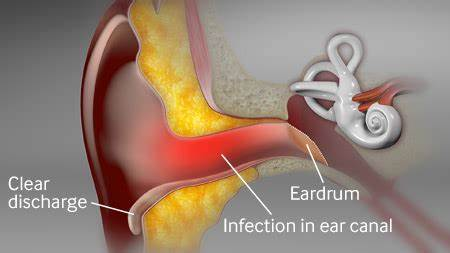 Clear
discharge
Eardrum
Infection in ear canal